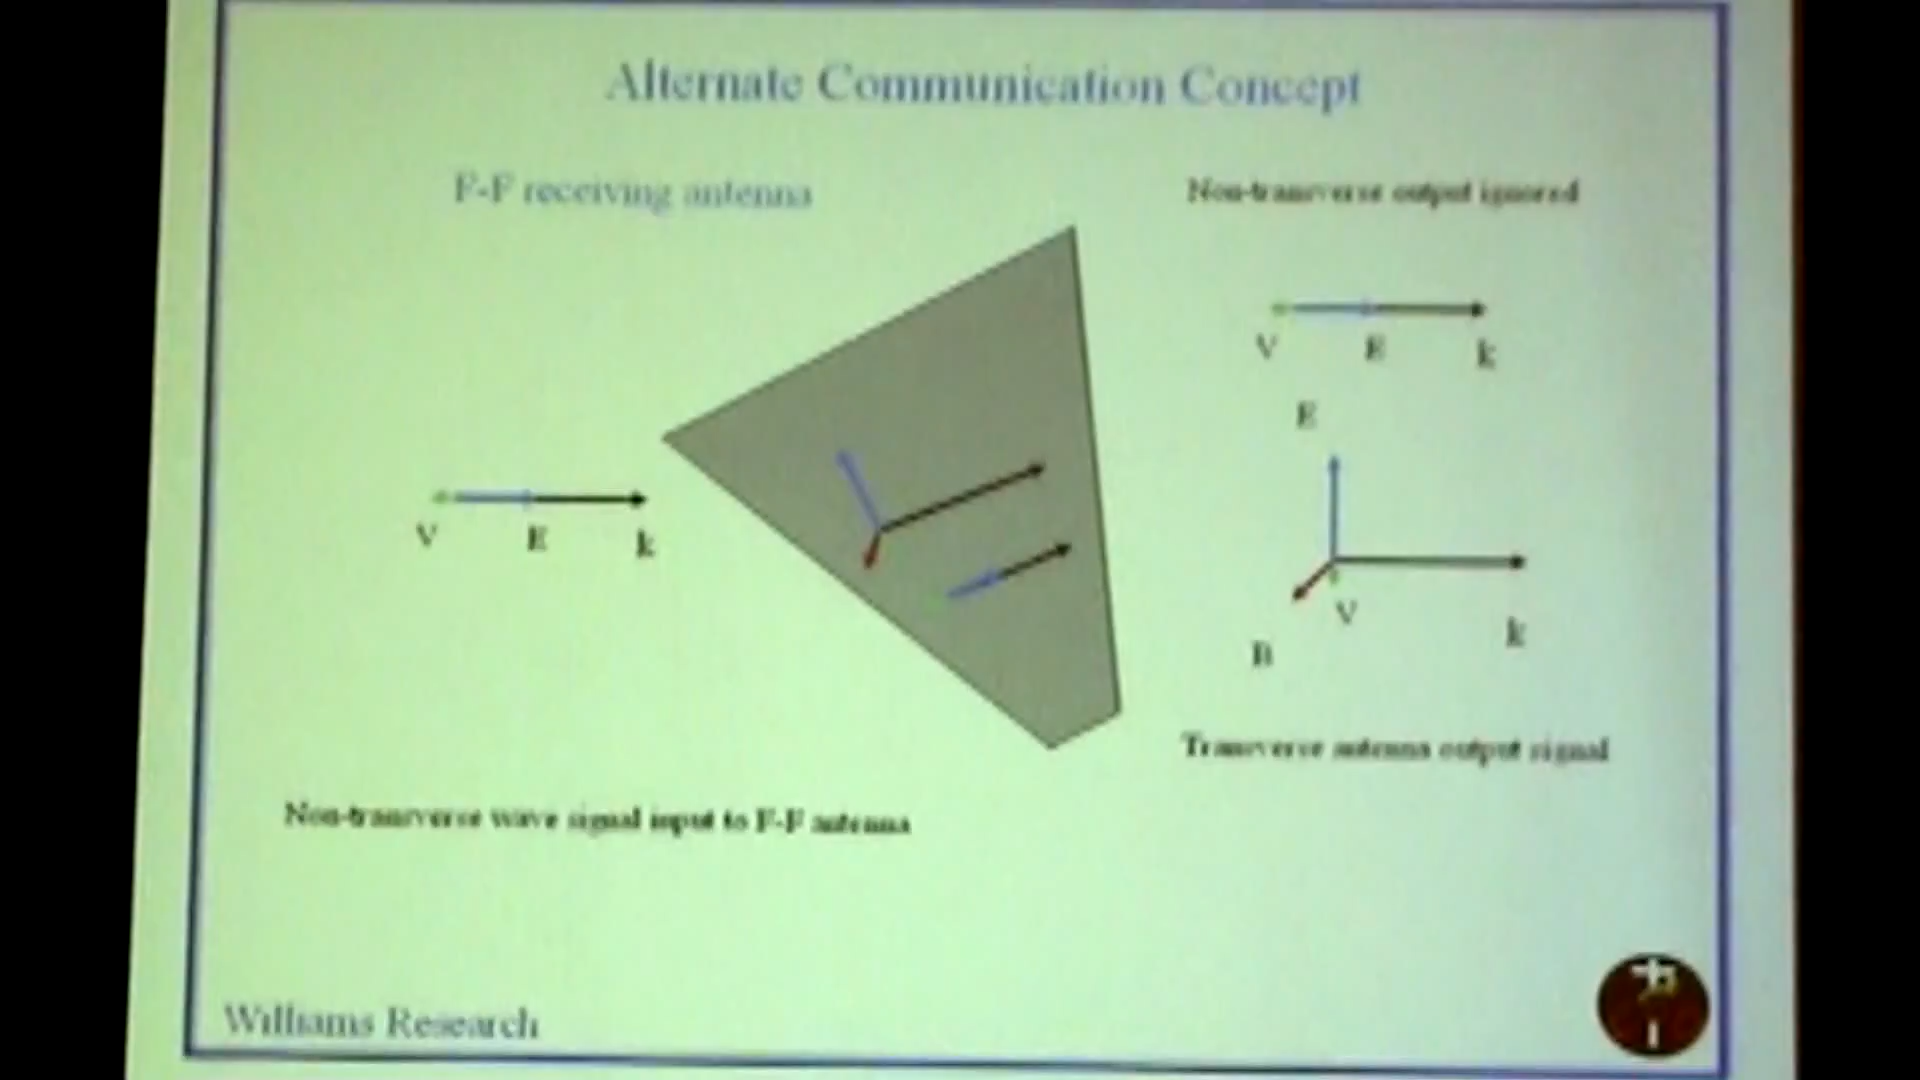 Alternate Communication Concept
F-F receiving antenna
Non-transverse output ignored
V E k
E
V E k
B V k
Transverse antenna output signal
Non-transverse wave signal input to F-F antenna
Williams Research